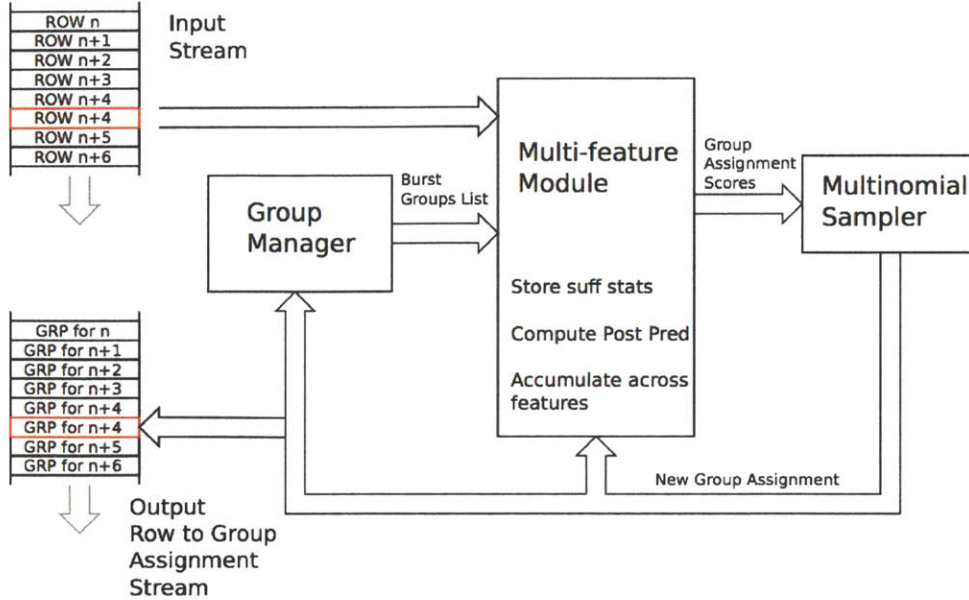 ROW n
ROW n+1
ROW n+2
ROW n+3
ROW n+4
ROW n+4
ROW n+5
ROW n+6
Input
Stream
Group
Manager
Burst
Groups List
Multi-feature
Module
Store suff stats
Compute Post Pred
Accumulate across
features
Group
Assignment
Scores
Multinomial
Sampler
New Group Assignment
GRP for n
GRP for n+1
GRP for n+2
GRP for n+3
GRP for n+4
GRP for n+4
GRP for n+5
GRP for n+6
Output
Row to Group
Assignment
Stream